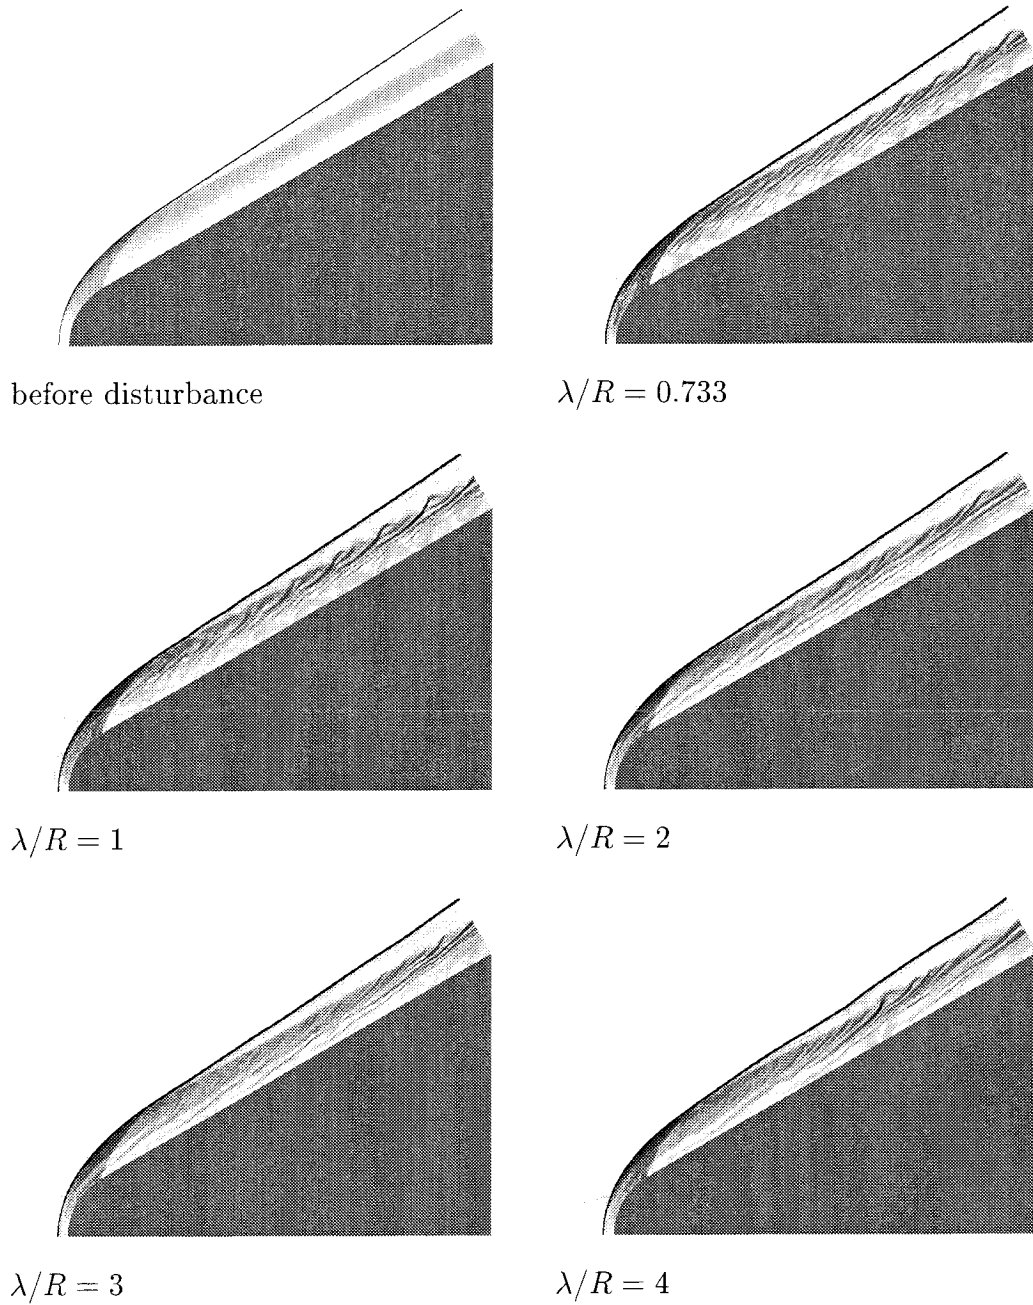 before disturbance
λ/R = 0.733
λ/R = 1
λ/R = 2
λ/R = 3
λ/R = 4